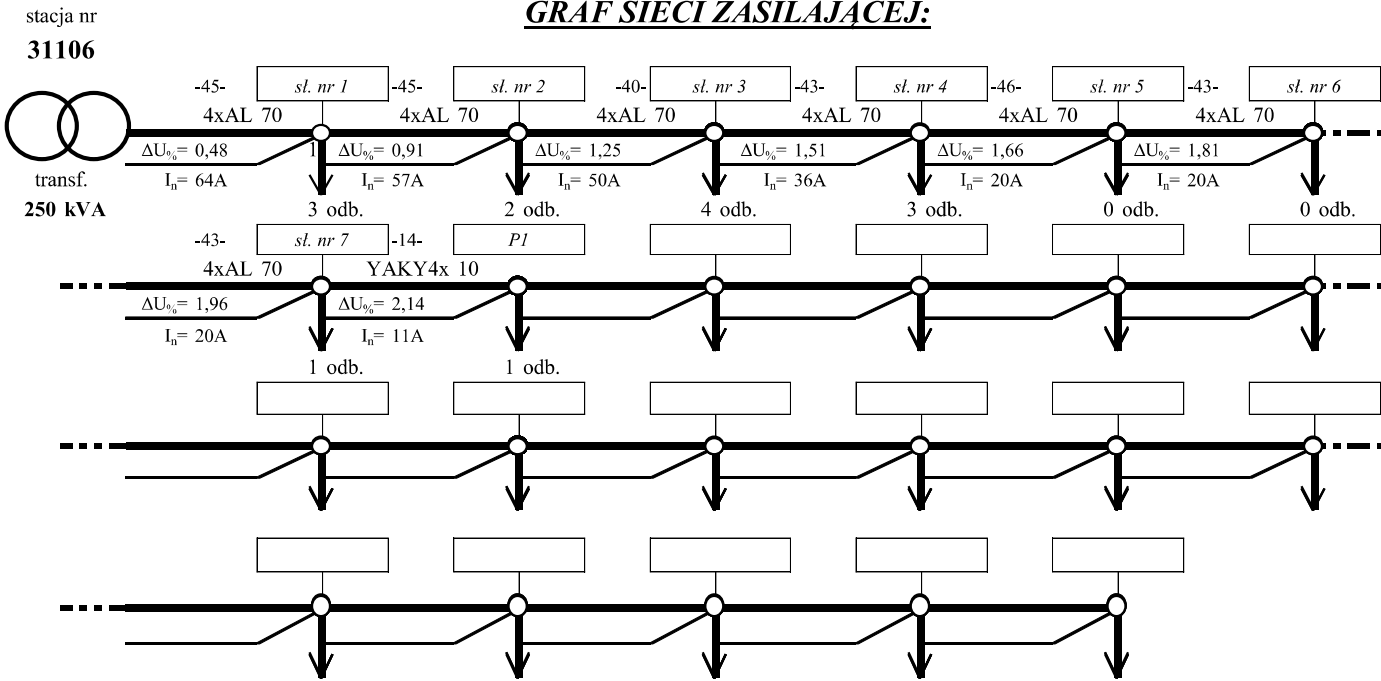 GRAF SIECI ZASILAJĄCEJ:
stacja nr
31106
-45- sł. nr 1 -45- sł. nr 2 -40- sł. nr 3 -43- sł. nr 4 -46- sł. nr 5 -43- sł. nr 6
4xAL 70 4xAL 70 4xAL 70 4xAL 70 4xAL 70 4xAL 70
ΔU%= 0,48 1 ΔU%= 0,91 ΔU%= 1,25 ΔU%= 1,51 ΔU%= 1,66 ΔU%= 1,81
transf. In= 64A In= 57A In= 50A In= 36A In= 20A In= 20A
250 kVA 3 odb. 2 odb. 4 odb. 3 odb. 0 odb. 0 odb.
-43- sł. nr 7 -14- P1
4xAL 70 YAKY4x 10
ΔU%= 1,96 ΔU%= 2,14
In= 20A In= 11A
1 odb. 1 odb.